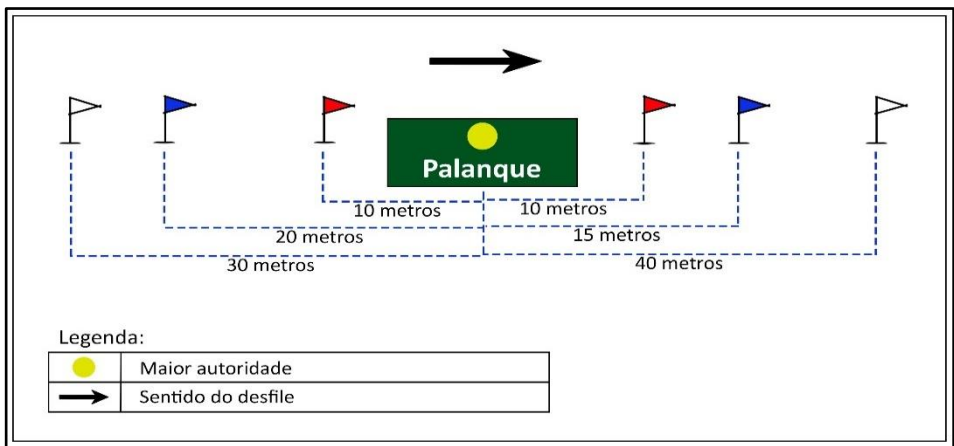 Palanque
10 metros 10 metros
20 metros 15 metros
30 metros 40 metros
Legenda:
Maior autoridade
Sentido do desfile